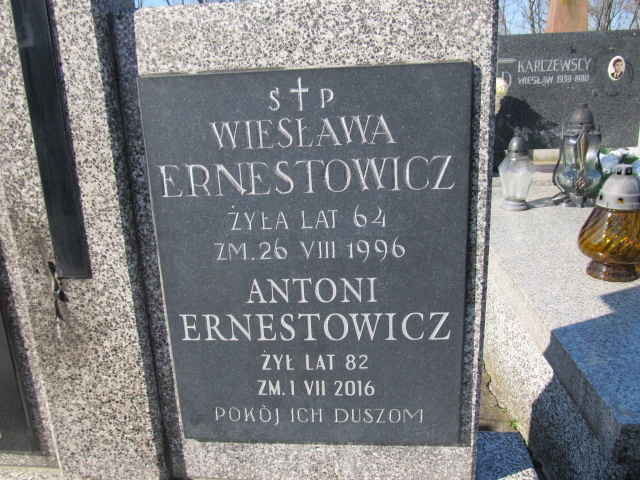 Ś † P
WIESŁAWA
ERNESTOWICZ
ŻYŁA LAT 64
ZM. 26 VIII 1996
ANTONI
ERNESTOWICZ
ŻYŁ LAT 82
ZM. 1 VII 2016
POKÓJ ICH DUSZOM
KARCZEWSCY
WIESŁAW 1939-1980